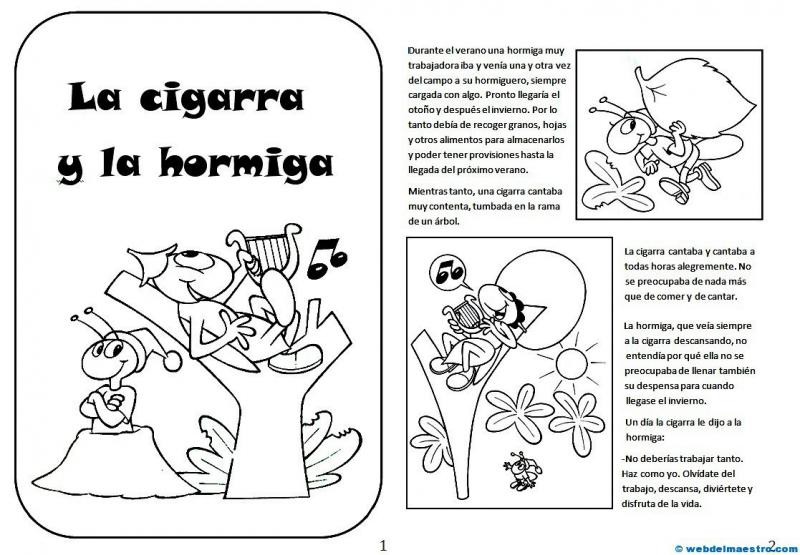 La cigarra
y la hormiga
1
Durante el verano una hormiga muy
trabajadora iba y venía una y otra vez
del campo a su hormiguero, siempre
cargada con algo. Pronto llegaría el
otoño y después el invierno. Por lo
tanto debía de recoger granos, hojas
y otros alimentos para almacenarlos
y poder tener provisiones hasta la
llegada del próximo verano.
Mientras tanto, una cigarra cantaba
muy contenta, tumbada en la rama
de un árbol.
La cigarra cantaba y cantaba a
todas horas alegremente. No
se preocupaba de nada más
que de comer y de cantar.
La hormiga, que veía siempre
a la cigarra descansando, no
entendía por qué ella no se
preocupaba de llenar también
su despensa para cuando
llegase el invierno.
Un día la cigarra le dijo a la
hormiga:
-No deberías trabajar tanto.
Haz como yo. Olvídate del
trabajo, descansa, diviértete y
disfruta de la vida.
2
© webdelmaestro.com